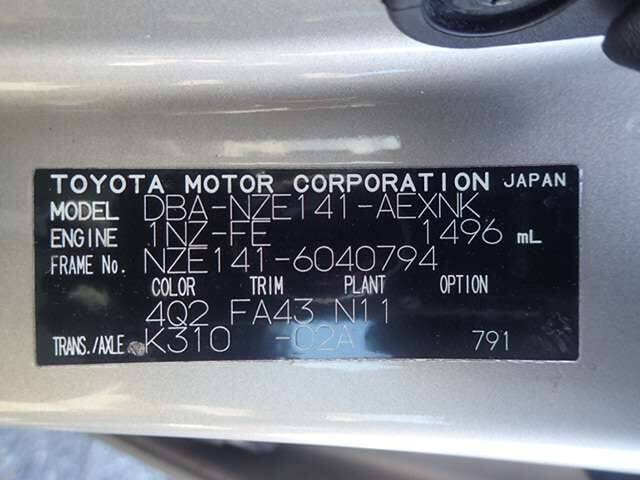 TOYOTA MOTOR CORPORATION JAPAN
MODEL DBA-NZE141-AEXNK
ENGINE 1NZ-FE 1496 mL
FRAME No. NZE141-6040794
COLOR TRIM PLANT OPTION
4Q2 FA43 N11
TRANS./AXLE K310 -02A 791